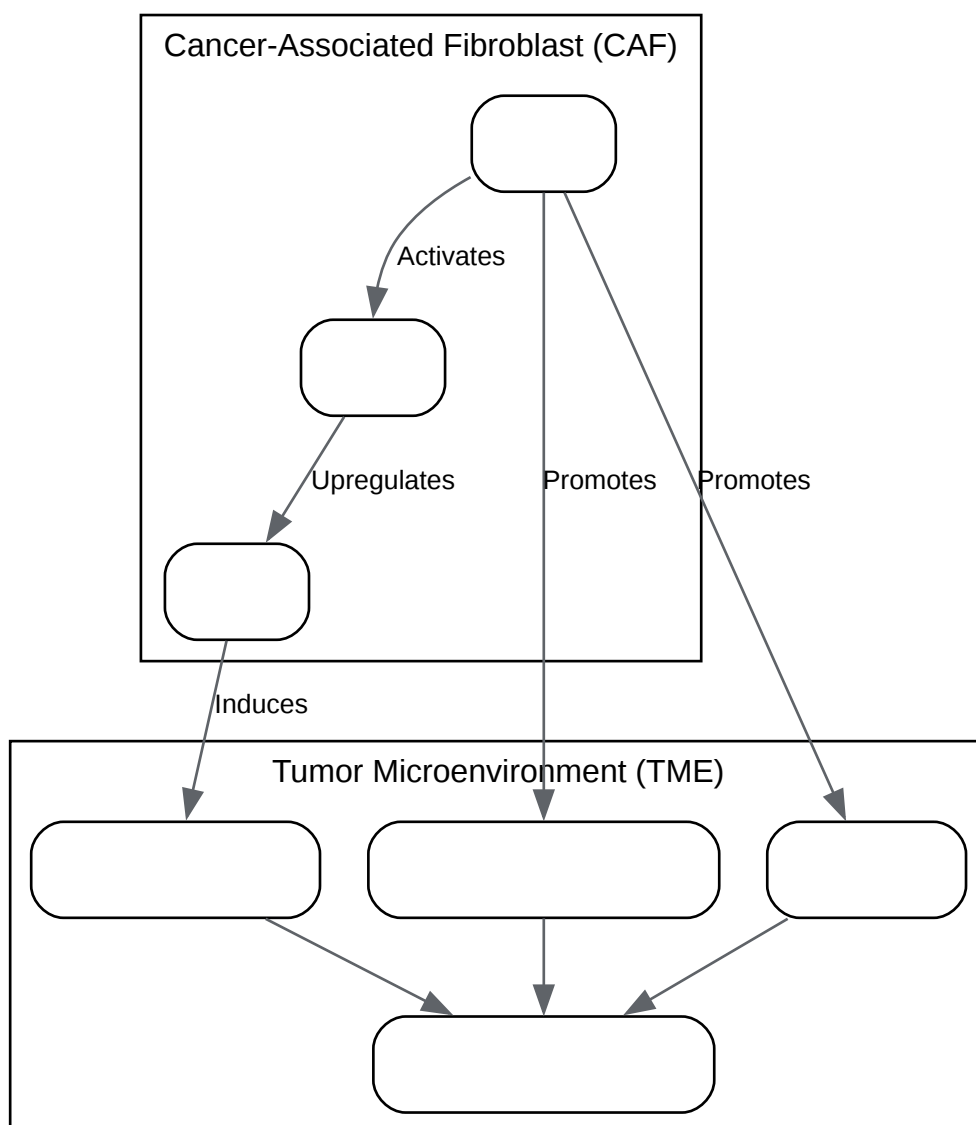 Cancer-Associated Fibroblast (CAF)
Activates
Upregulates
Promotes
Promotes
Induces
Tumor Microenvironment (TME)